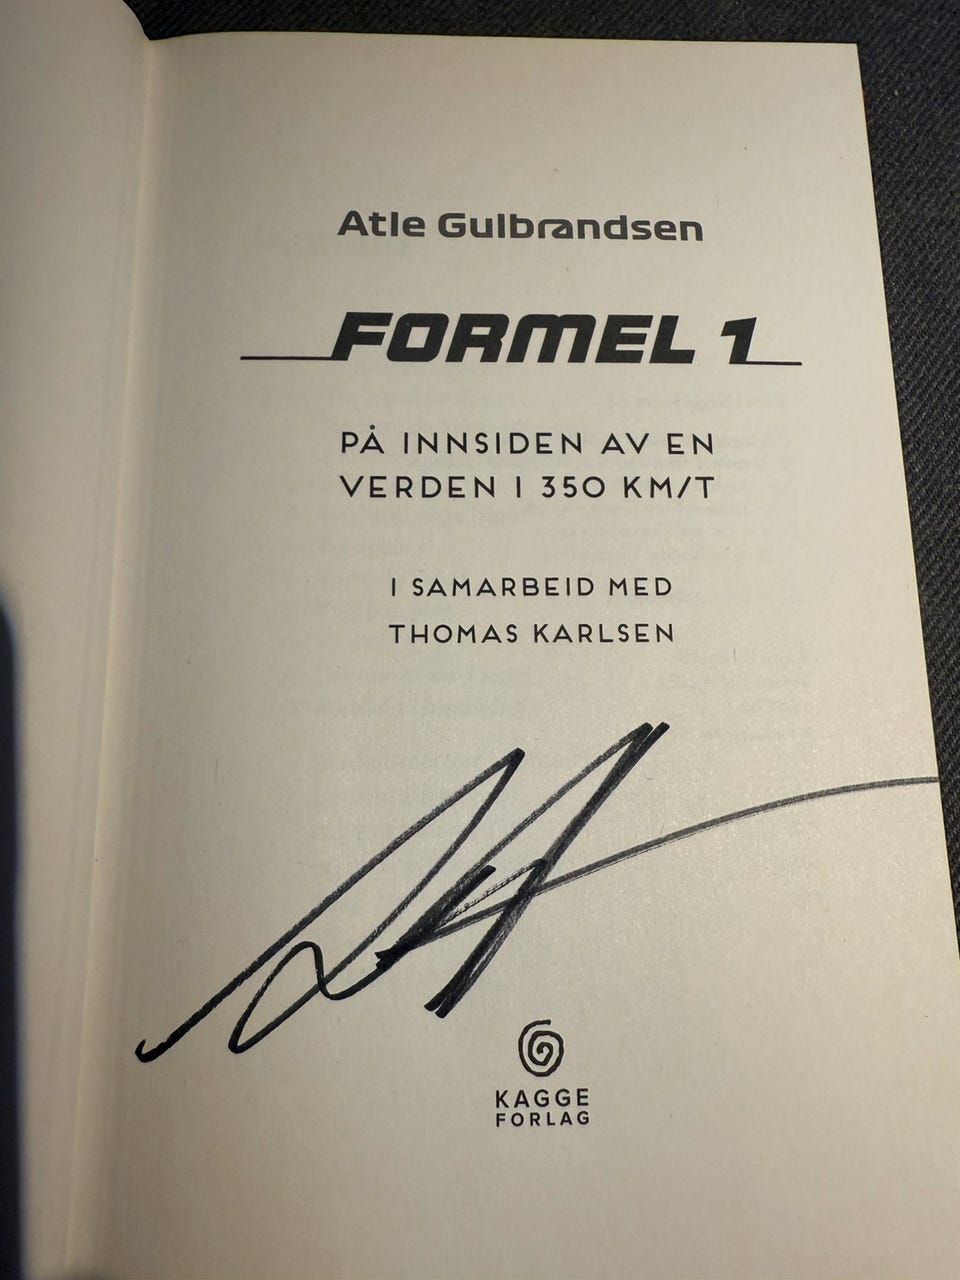 Atle Gulbrandsen
FORMEL 1
PÅ INNSIDEN AV EN
VERDEN I 350 KM/T
I SAMARBEID MED
THOMAS KARLSEN
KAGGE
FORLAG